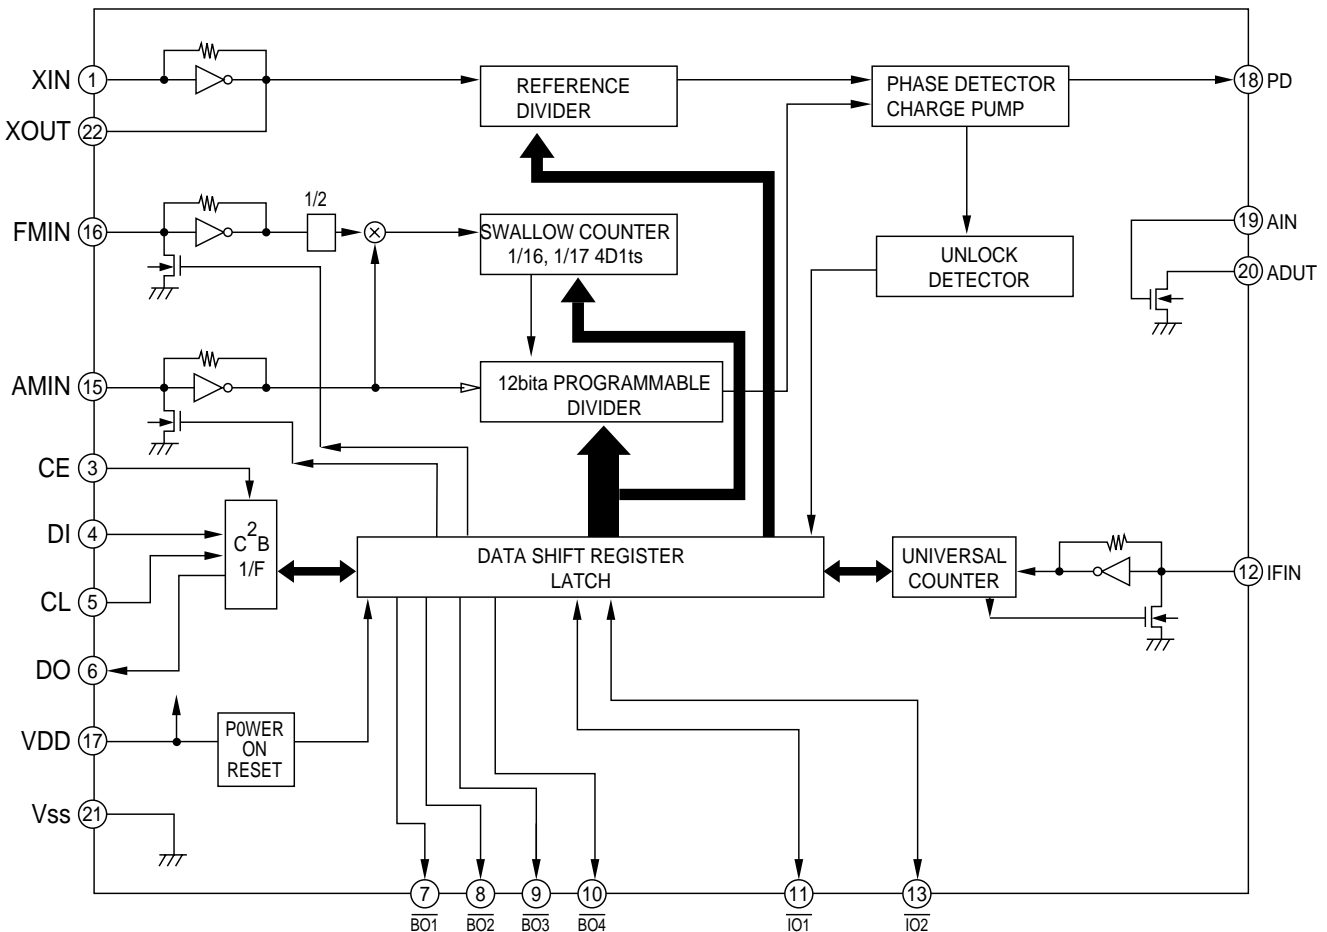 XIN 1
REFERENCE
DIVIDER
PHASE DETECTOR
CHARGE PUMP
18 PD
XOUT 22
1/2
FMIN 16
SWALLOW COUNTER
1/16, 1/17 4D1ts
UNLOCK
DETECTOR
19 AIN
20 ADUT
AMIN 15
12bita PROGRAMMABLE
DIVIDER
CE 3
DI 4
C2B
1/F
DATA SHIFT REGISTER
LATCH
UNIVERSAL
COUNTER
12 IFIN
CL 5
DO 6
VDD 17
P0WER
ON
RESET
Vss 21
7 8 9 10 11 13
BO1 BO2 BO3 BO4 IO1 IO2